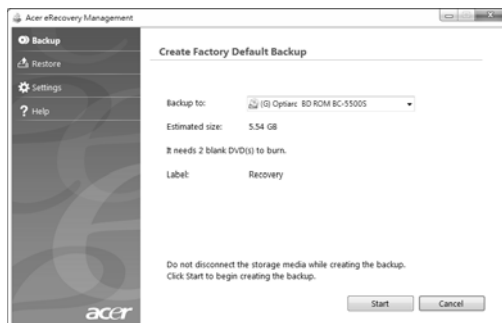 Acer eRecovery Management
Backup
Restore
Settings
Help
Create Factory Default Backup
Backup to: (G) Optiarc BD ROM BC-5500S
Estimated size: 5.54 GB
It needs 2 blank DVD(s) to burn.
Label: Recovery
Do not disconnect the storage media while creating the backup.
Click Start to begin creating the backup.
Start Cancel
acer